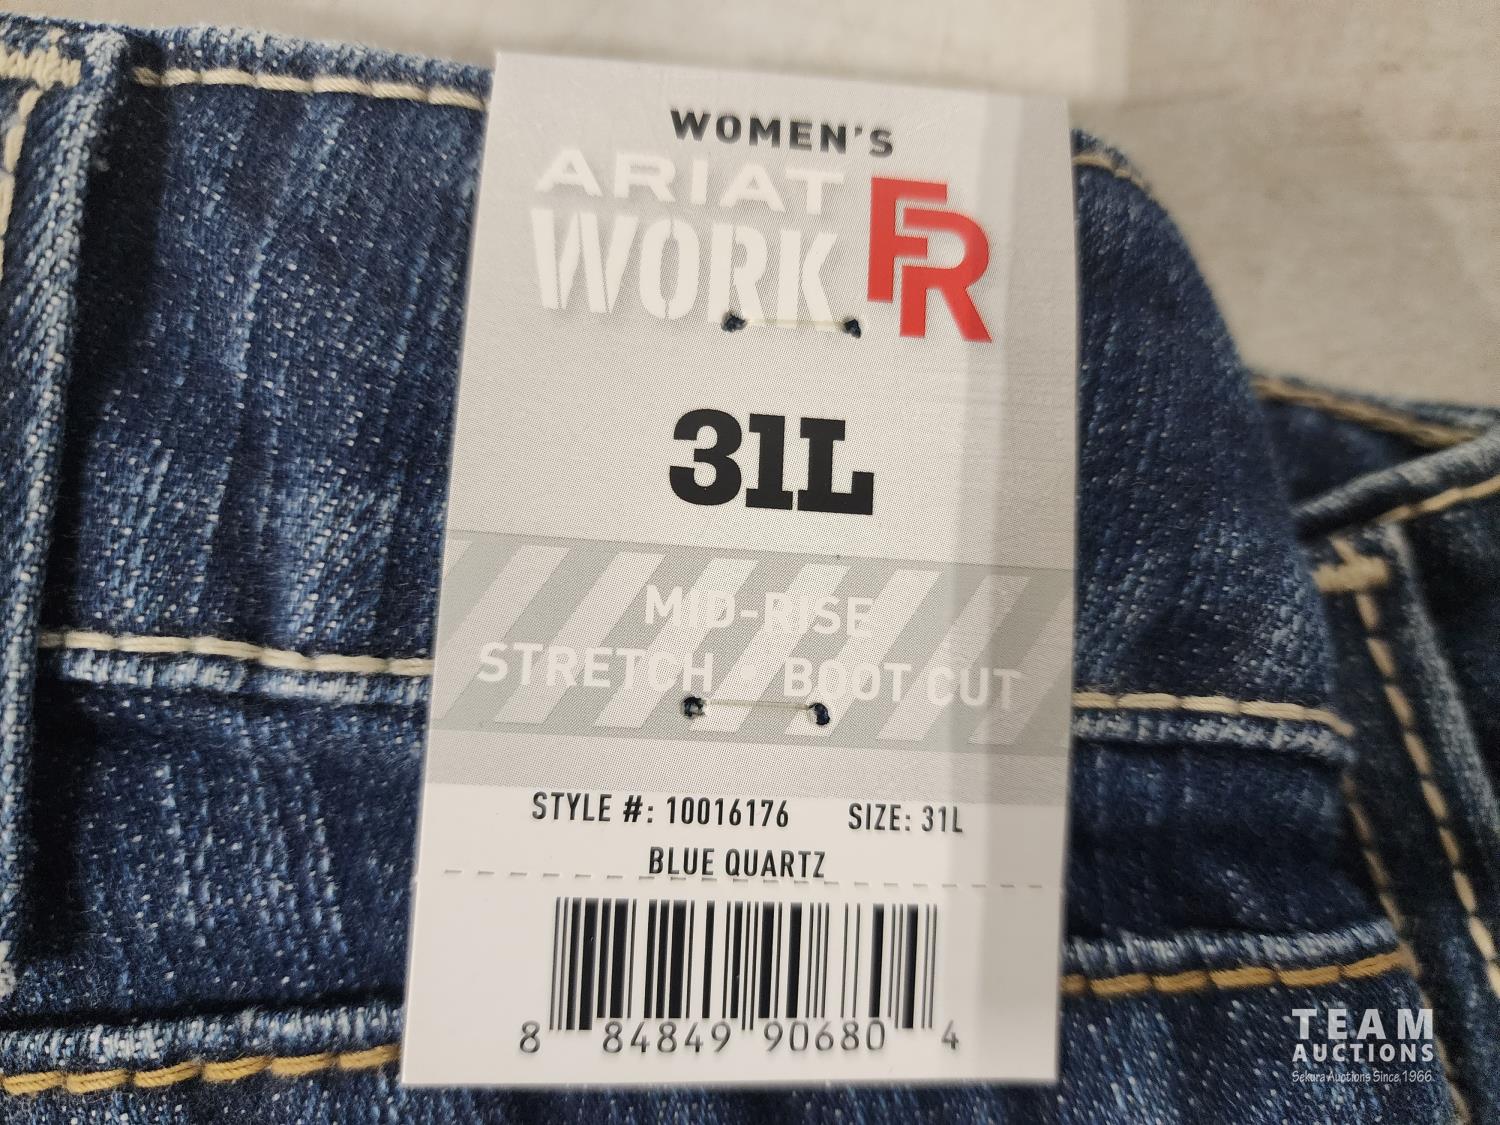 WOMEN'S
ARIAT
WORK FR
31L
MID-RISE
STRETCH • BOOT CUT
STYLE #: 10016176 SIZE: 31L
BLUE QUARTZ
8 84849 90680 4
TEAM
AUCTIONS
Sekura Auctions Since 1966